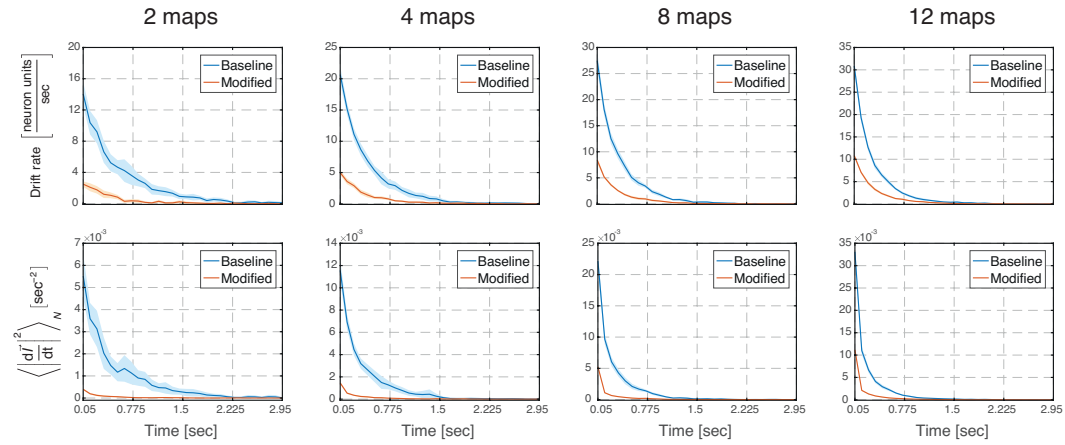 2 maps
4 maps
8 maps
12 maps
Drift rate [neuron units / sec]
20
16
12
8
4
0
Baseline
Modified
25
20
15
10
5
0
Baseline
Modified
30
25
20
15
10
5
0
Baseline
Modified
35
30
25
20
15
10
5
0
Baseline
Modified
⟨|dI⃗/dt|²⟩N [sec⁻²]
×10⁻³
7
6
5
4
3
2
1
0
Baseline
Modified
0.05 0.775 1.5 2.225 2.95
Time [sec]
×10⁻³
14
12
10
8
6
4
2
0
Baseline
Modified
0.05 0.775 1.5 2.225 2.95
Time [sec]
×10⁻³
25
20
15
10
5
0
Baseline
Modified
0.05 0.775 1.5 2.225 2.95
Time [sec]
×10⁻³
35
30
25
20
15
10
5
0
Baseline
Modified
0.05 0.775 1.5 2.225 2.95
Time [sec]